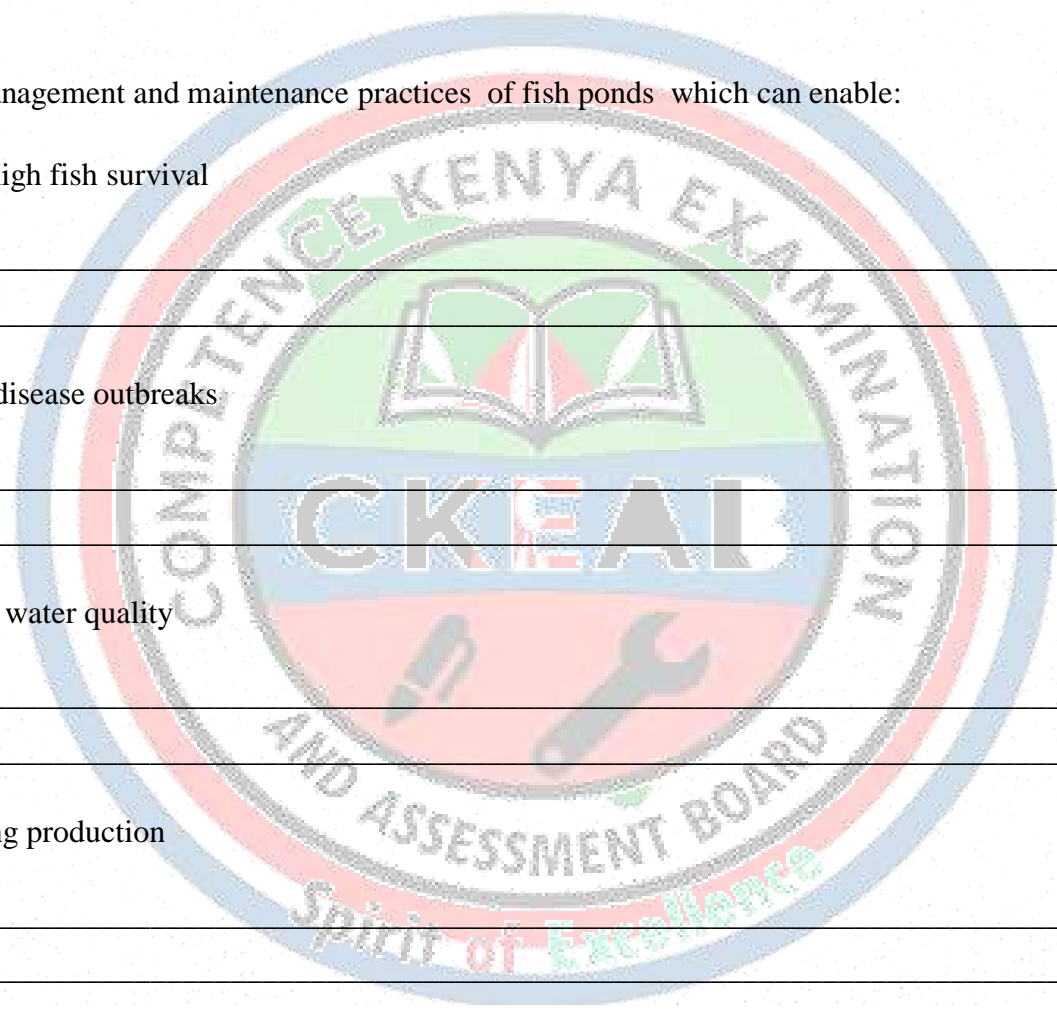 nagement and maintenance practices of fish ponds which can enable:
igh fish survival
disease outbreaks
water quality
ng production
COMPETENCE KENYA EXAMINATION
CKEAB
AND ASSESSMENT BOARD
Spirit of Excellence